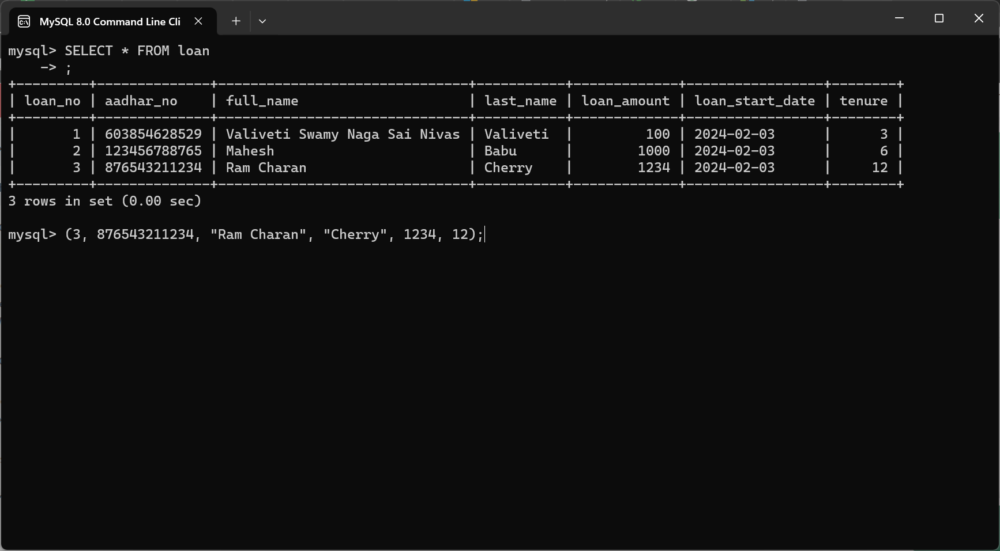 MySQL 8.0 Command Line Cli
mysql> SELECT * FROM loan
    -> ;
+---------+--------------+-------------------------------+-----------+-------------+-----------------+--------+
| loan_no | aadhar_no    | full_name                     | last_name | loan_amount | loan_start_date | tenure |
+---------+--------------+-------------------------------+-----------+-------------+-----------------+--------+
|       1 | 603854628529 | Valiveti Swamy Naga Sai Nivas | Valiveti  |         100 | 2024-02-03      |      3 |
|       2 | 123456788765 | Mahesh                        | Babu      |        1000 | 2024-02-03      |      6 |
|       3 | 876543211234 | Ram Charan                    | Cherry    |        1234 | 2024-02-03      |     12 |
+---------+--------------+-------------------------------+-----------+-------------+-----------------+--------+
3 rows in set (0.00 sec)
mysql> (3, 876543211234, "Ram Charan", "Cherry", 1234, 12);